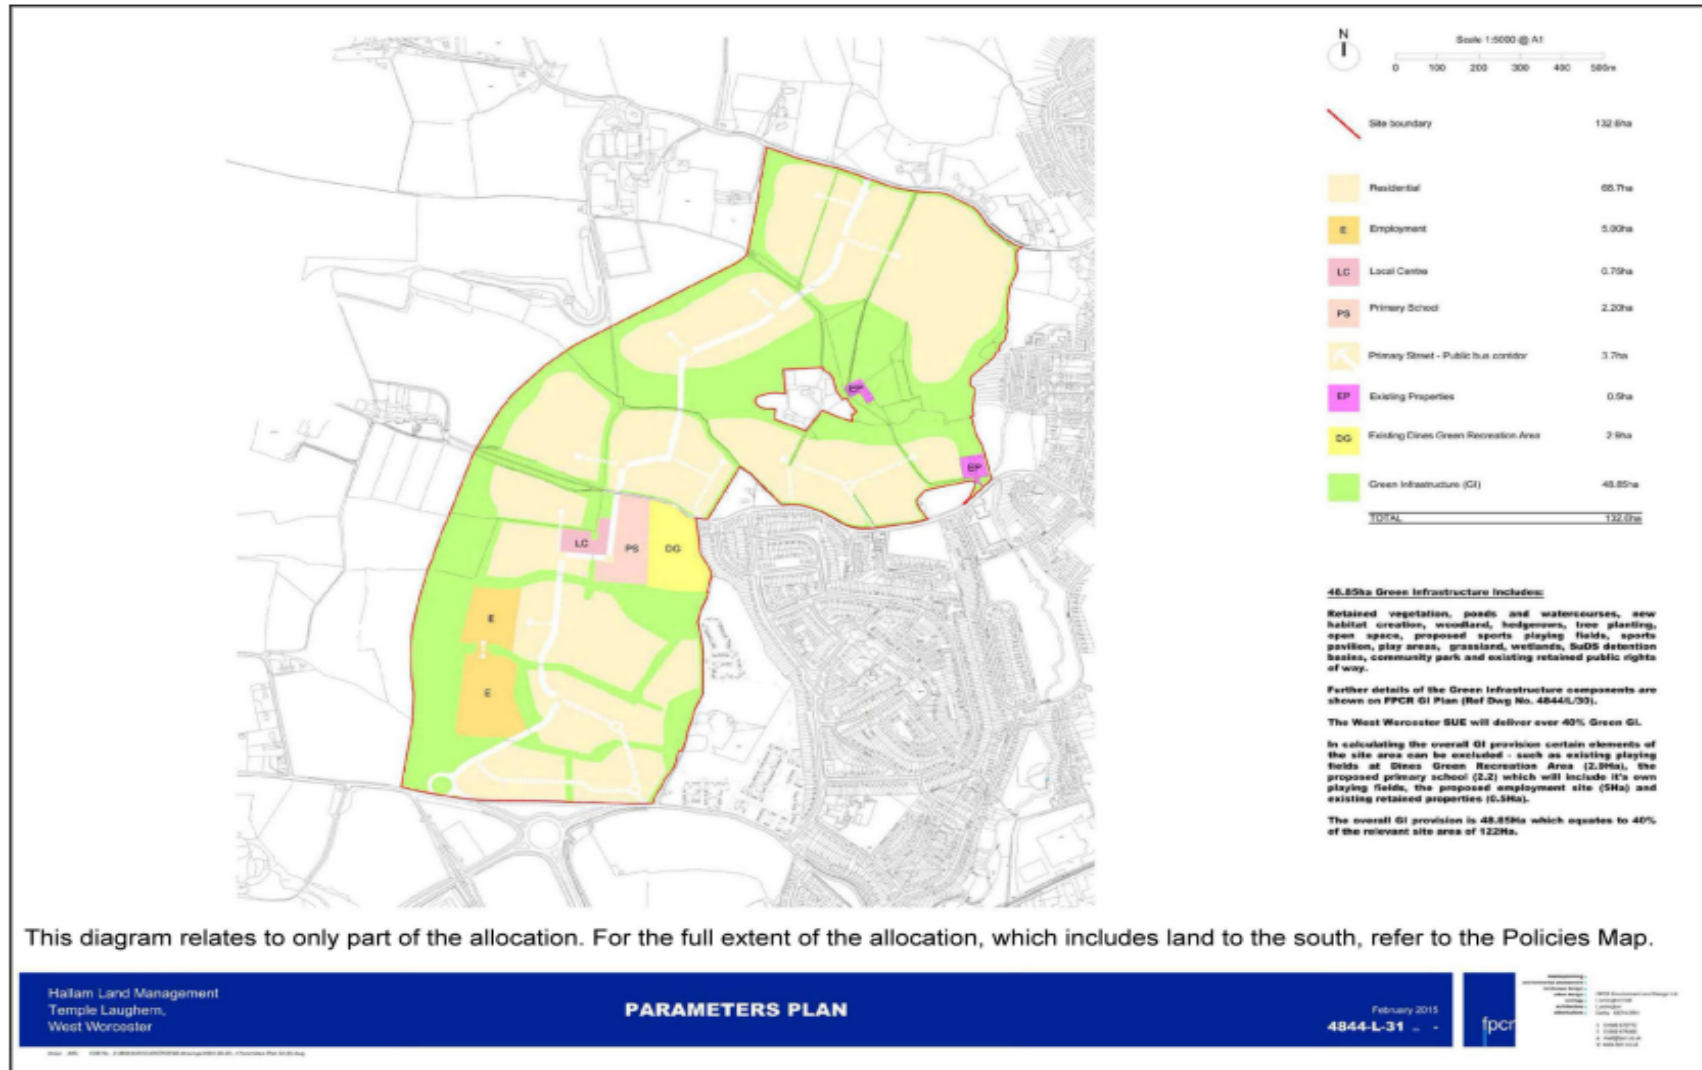 N
Scale 1:5000 @ A1
0 100 200 300 400 500m
Site boundary 132.6ha
Residential 68.7ha
E Employment 5.00ha
LC Local Centre 0.75ha
PS Primary School 2.20ha
Primary Street - Public bus corridor 3.7ha
EP Existing Properties 0.5ha
DG Existing Dines Green Recreation Area 2.9ha
Green Infrastructure (GI) 48.85ha
TOTAL 132.6ha
EP
EP
LC
PS
DG
E
E
48.85ha Green Infrastructure Includes:
Retained vegetation, ponds and watercourses, new
habitat creation, woodland, hedgerows, tree planting,
open space, proposed sports playing fields, sports
pavilion, play areas, grassland, wetlands, SuDS detention
basins, community park and existing retained public rights
of way.
Further details of the Green Infrastructure components are
shown on FPCR GI Plan (Ref Dwg No. 4844/L/30).
The West Worcester SUE will deliver over 40% Green GI.
In calculating the overall GI provision certain elements of
the site area can be excluded - such as existing playing
fields at Dines Green Recreation Area (2.9Ha), the
proposed primary school (2.2) which will include it's own
playing fields, the proposed employment site (5Ha) and
existing retained properties (0.5Ha).
The overall GI provision is 48.85Ha which equates to 40%
of the relevant site area of 122Ha.
This diagram relates to only part of the allocation. For the full extent of the allocation, which includes land to the south, refer to the Policies Map.
Hallam Land Management
Temple Laughern,
West Worcester
PARAMETERS PLAN
February 2015
4844-L-31 _ -
fpcr